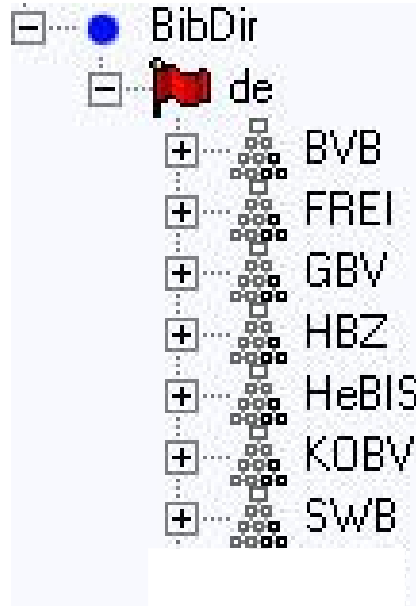 BibDir
de
BVB
FREI
GBV
HBZ
HeBIS
KOBV
SWB